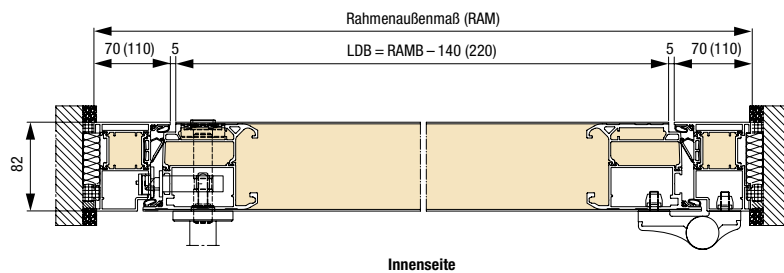 Rahmenaußenmaß (RAM)
70 (110) 5 LDB = RAMB – 140 (220) 5 70 (110)
82
Innenseite